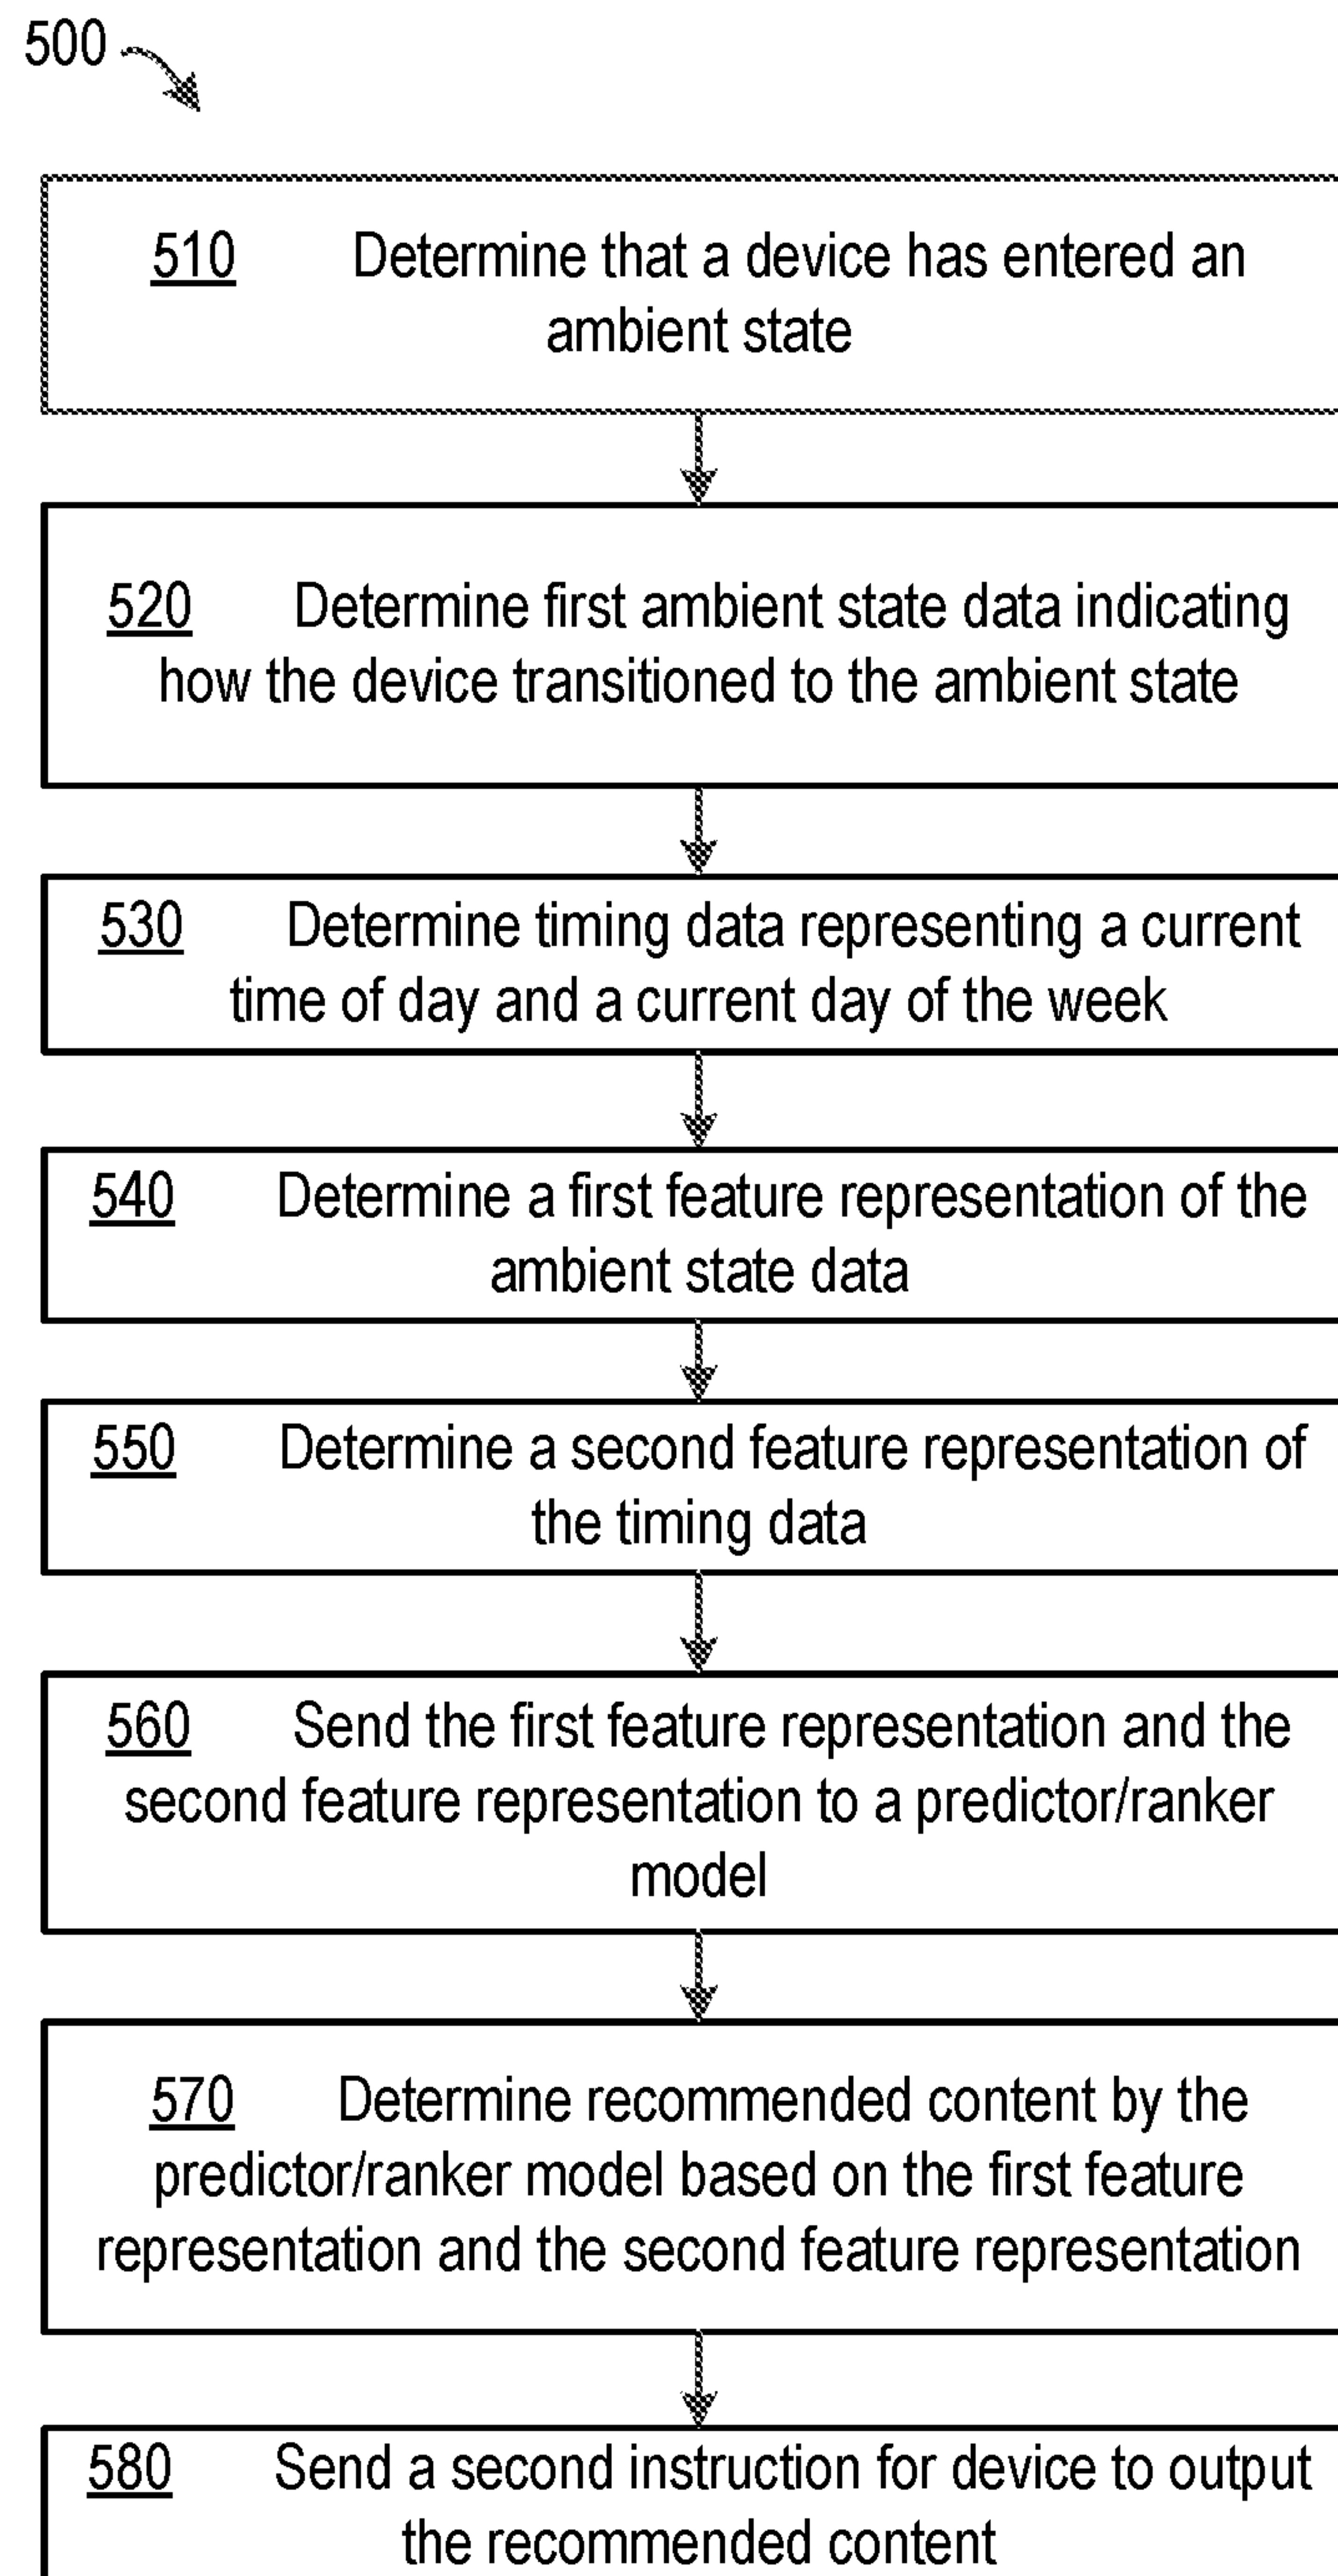 500
510 Determine that a device has entered an
ambient state
520 Determine first ambient state data indicating
how the device transitioned to the ambient state
530 Determine timing data representing a current
time of day and a current day of the week
540 Determine a first feature representation of the
ambient state data
550 Determine a second feature representation of
the timing data
560 Send the first feature representation and the
second feature representation to a predictor/ranker
model
570 Determine recommended content by the
predictor/ranker model based on the first feature
representation and the second feature representation
580 Send a second instruction for device to output
the recommended content